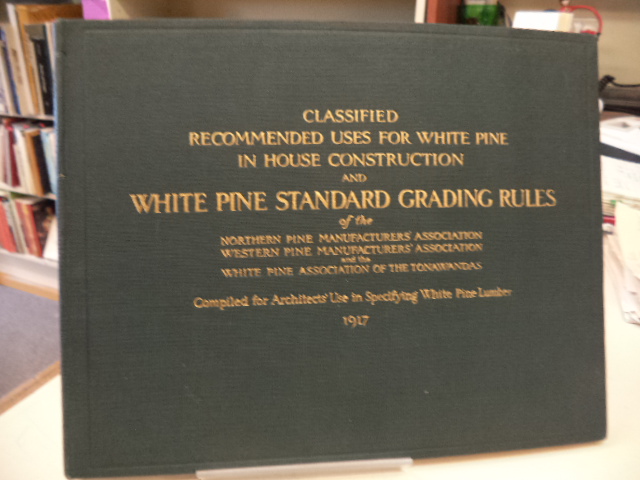 CLASSIFIED
RECOMMENDED USES FOR WHITE PINE
IN HOUSE CONSTRUCTION
AND
WHITE PINE STANDARD GRADING RULES
of the
NORTHERN PINE MANUFACTURERS' ASSOCIATION
WESTERN PINE MANUFACTURERS' ASSOCIATION
and the
WHITE PINE ASSOCIATION OF THE TONAWANDAS
Compiled for Architects' Use in Specifying White Pine Lumber
1917